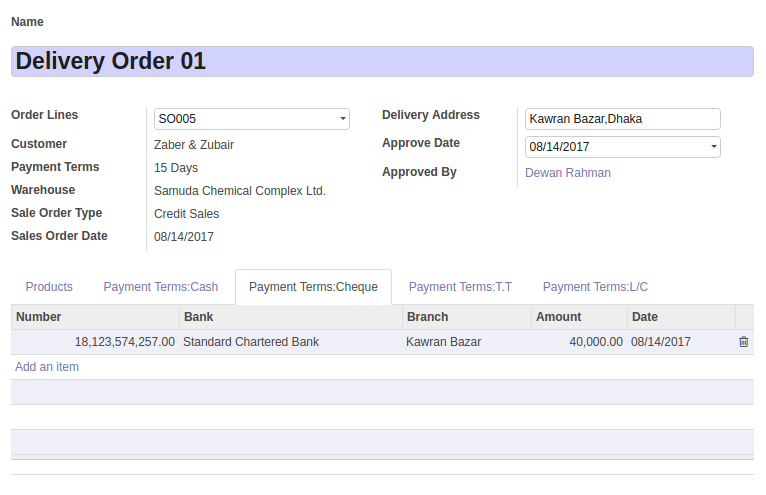 Name
Delivery Order 01
Order Lines SO005
Customer Zaber & Zubair
Payment Terms 15 Days
Warehouse Samuda Chemical Complex Ltd.
Sale Order Type Credit Sales
Sales Order Date 08/14/2017
Delivery Address Kawran Bazar,Dhaka
Approve Date 08/14/2017
Approved By Dewan Rahman
Products Payment Terms:Cash Payment Terms:Cheque Payment Terms:T.T Payment Terms:L/C
Number Bank Branch Amount Date
18,123,574,257.00 Standard Chartered Bank Kawran Bazar 40,000.00 08/14/2017
Add an item